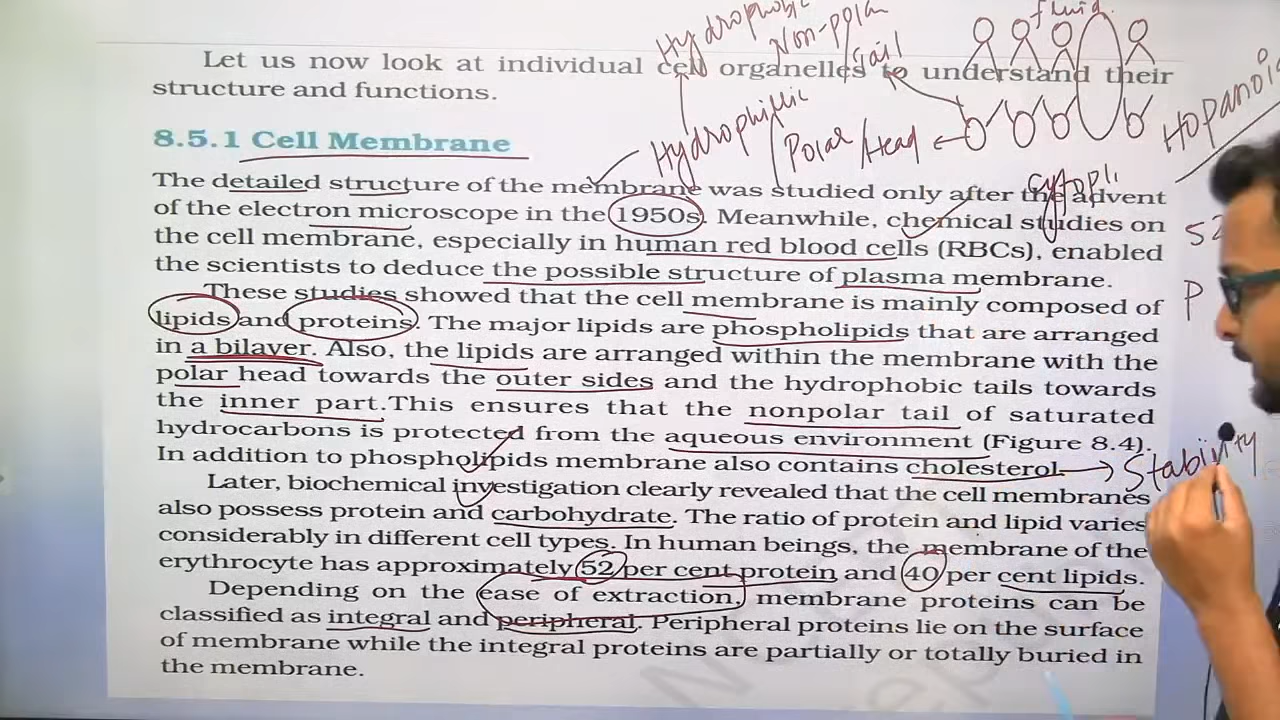 Hydrophobic
Non-polar
Tail
fluid
Let us now look at individual cell organelles to understand their
structure and functions.
Hydrophillic
Polar/Head
8.5.1 Cell Membrane
The detailed structure of the membrane was studied only after the advent
of the electron microscope in the 1950s. Meanwhile, chemical studies on
the cell membrane, especially in human red blood cells (RBCs), enabled
the scientists to deduce the possible structure of plasma membrane.
These studies showed that the cell membrane is mainly composed of
lipids and proteins. The major lipids are phospholipids that are arranged
in a bilayer. Also, the lipids are arranged within the membrane with the
polar head towards the outer sides and the hydrophobic tails towards
the inner part.This ensures that the nonpolar tail of saturated
hydrocarbons is protected from the aqueous environment (Figure 8.4).
In addition to phospholipids membrane also contains cholesterol.
Stability
Later, biochemical investigation clearly revealed that the cell membranes
also possess protein and carbohydrate. The ratio of protein and lipid varies
considerably in different cell types. In human beings, the membrane of the
erythrocyte has approximately 52 per cent protein and 40 per cent lipids.
Depending on the ease of extraction, membrane proteins can be
classified as integral and peripheral. Peripheral proteins lie on the surface
of membrane while the integral proteins are partially or totally buried in
the membrane.